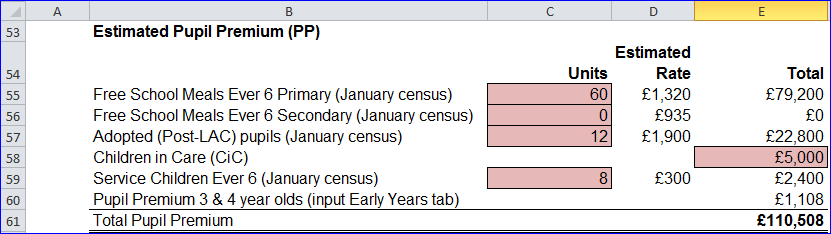 A B C D E
53 Estimated Pupil Premium (PP)
54 Units Estimated Rate Total
55 Free School Meals Ever 6 Primary (January census) 60 £1,320 £79,200
56 Free School Meals Ever 6 Secondary (January census) 0 £935 £0
57 Adopted (Post-LAC) pupils (January census) 12 £1,900 £22,800
58 Children in Care (CiC) £5,000
59 Service Children Ever 6 (January census) 8 £300 £2,400
60 Pupil Premium 3 & 4 year olds (input Early Years tab) £1,108
61 Total Pupil Premium £110,508